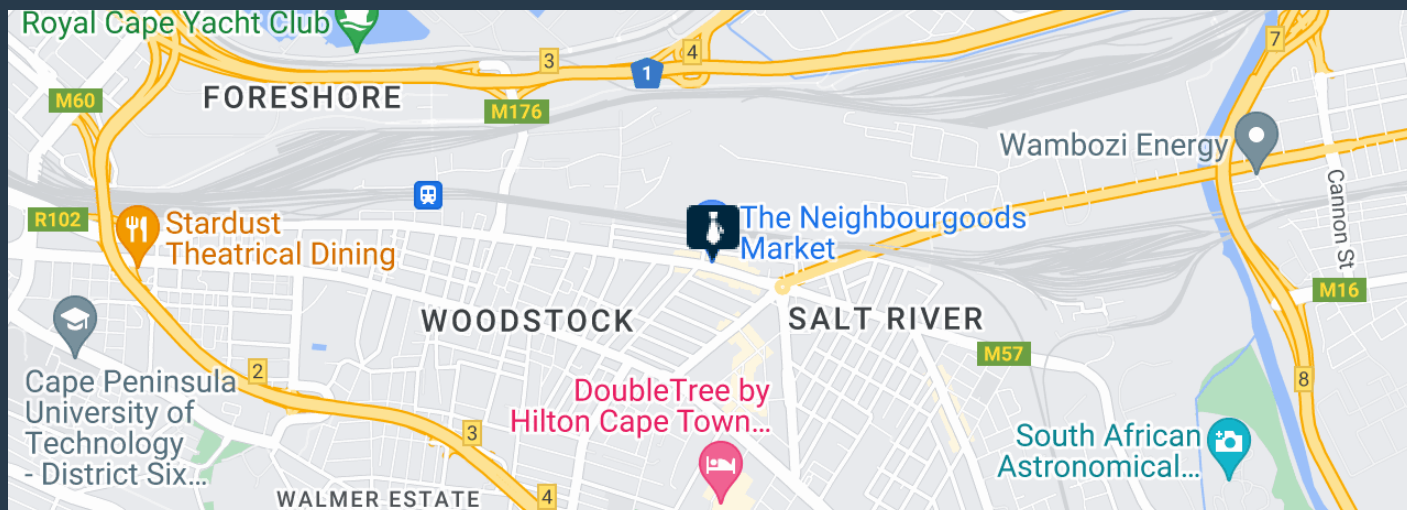 Royal Cape Yacht Club
3
4
7
1
M60
FORESHORE
M176
Wambozi Energy
Cannon St
R102
Stardust
Theatrical Dining
The Neighbourgoods
Market
M16
WOODSTOCK
SALT RIVER
M57
2
8
Cape Peninsula
University of
Technology
- District Six...
DoubleTree by
Hilton Cape Town...
3
South African
Astronomical...
WALMER ESTATE
4